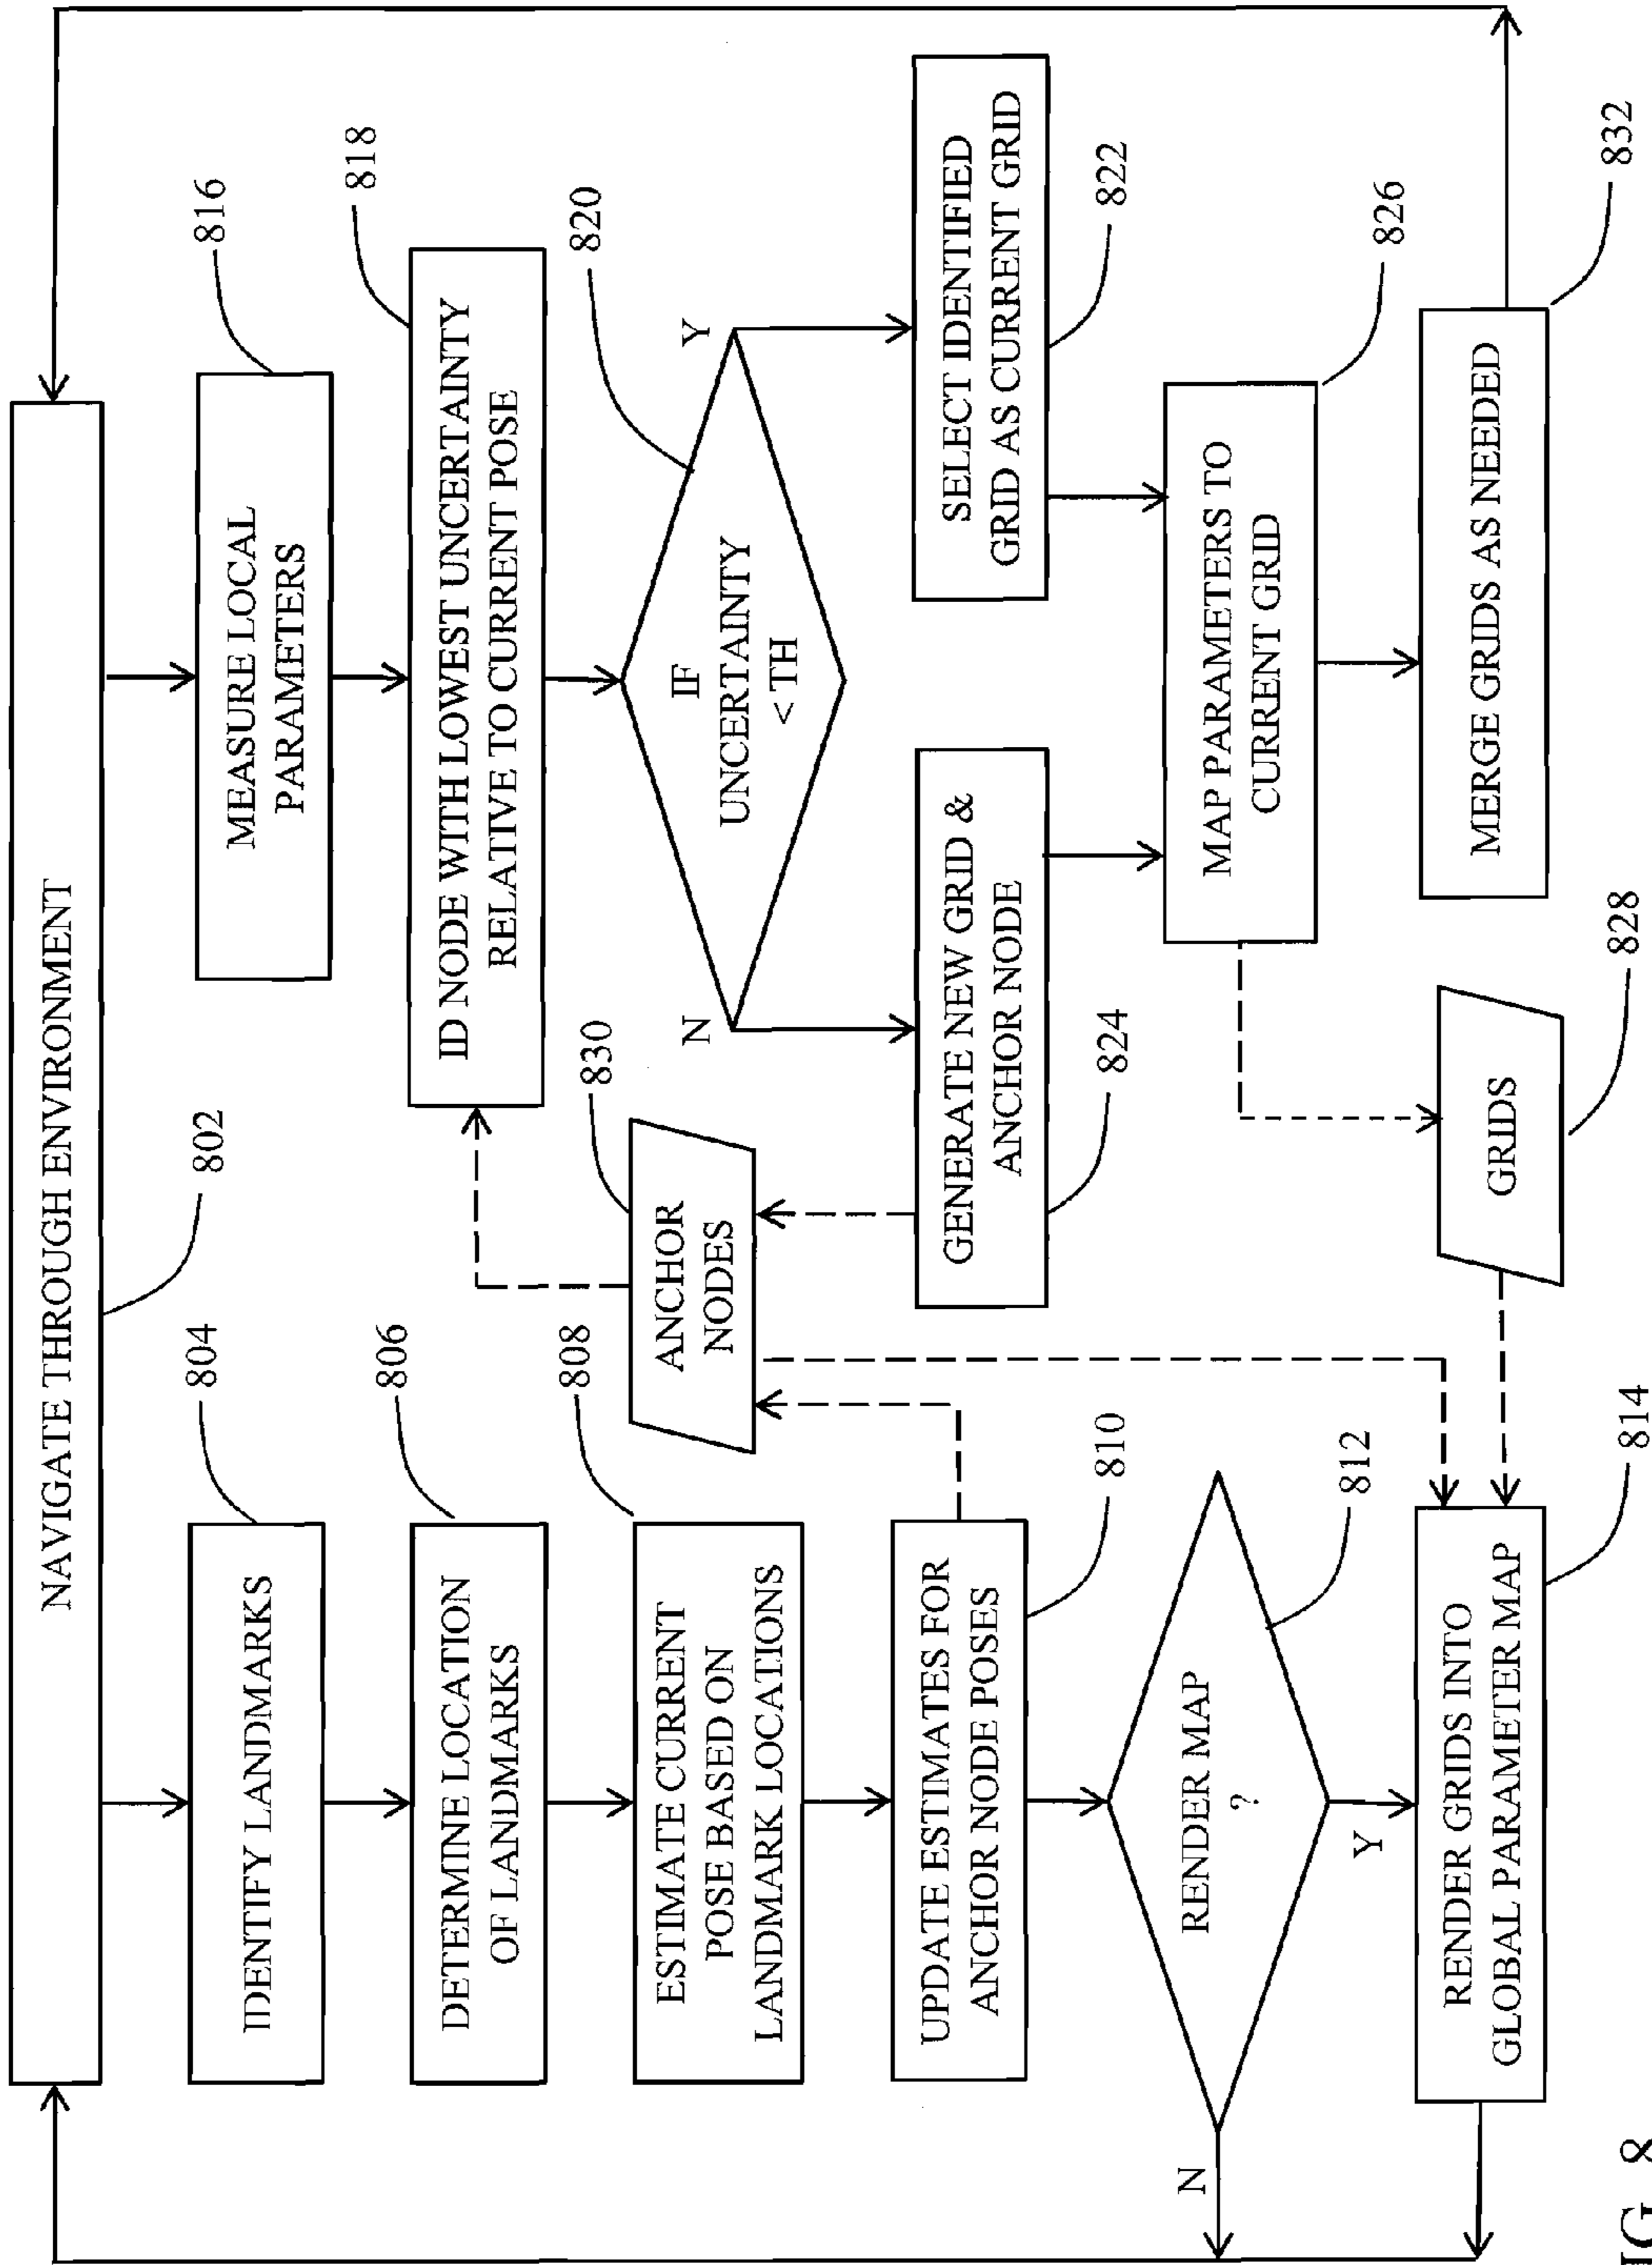 NAVIGATE THROUGH ENVIRONMENT
802
IDENTIFY LANDMARKS
804
DETERMINE LOCATION
OF LANDMARKS
806
ESTIMATE CURRENT
POSE BASED ON
LANDMARK LOCATIONS
808
UPDATE ESTIMATES FOR
ANCHOR NODE POSES
810
RENDER MAP
?
812
N
Y
RENDER GRIDS INTO
GLOBAL PARAMETER MAP
814
MEASURE LOCAL
PARAMETERS
816
ID NODE WITH LOWEST UNCERTAINTY
RELATIVE TO CURRENT POSE
818
ANCHOR
NODES
830
IF
UNCERTAINTY
<TH
820
N
Y
GENERATE NEW GRID &
ANCHOR NODE
824
SELECT IDENTIFIED
GRID AS CURRENT GRID
822
MAP PARAMETERS TO
CURRENT GRID
826
GRIDS
828
MERGE GRIDS AS NEEDED
832
IG. 8